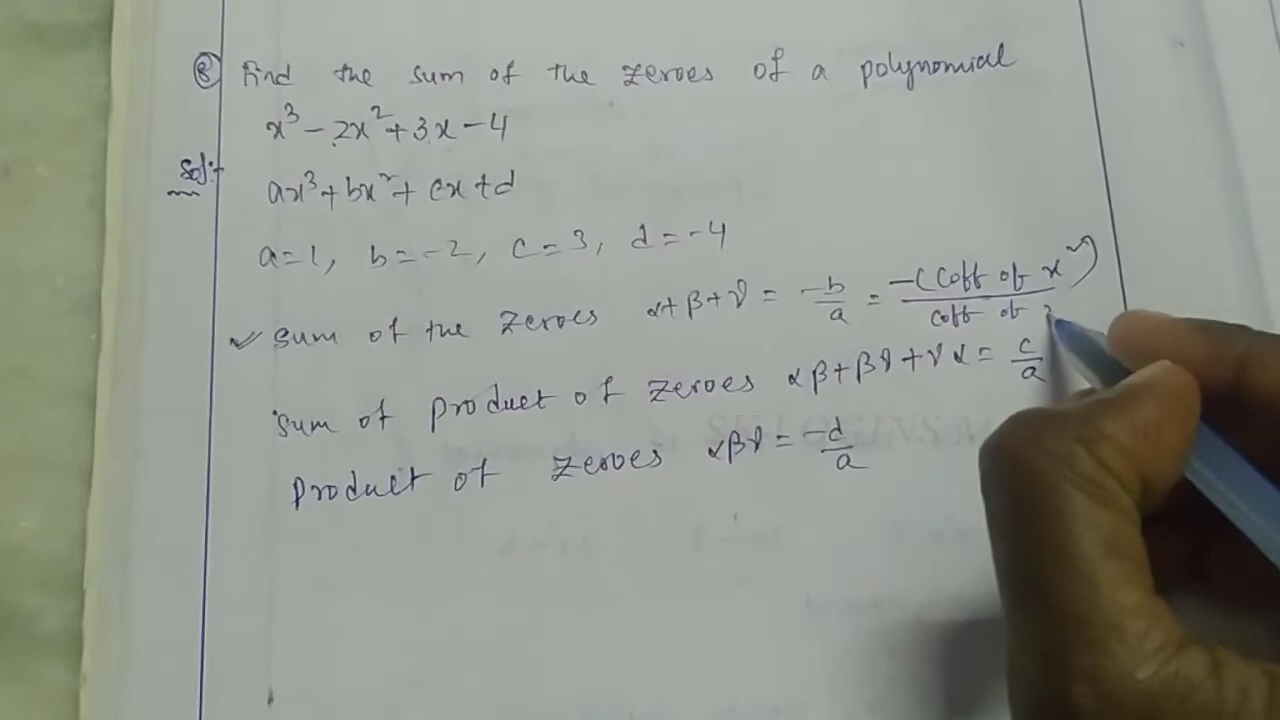 ⑧ Find the sum of the zeroes of a polynomial
x³ - 2x² + 3x - 4
Sol:-
ax³ + bx² + cx + d
a=1, b=-2, c=3, d=-4
✓ sum of the zeroes α+β+γ = -b/a = -(Coff of x²)/coff of
sum of product of zeroes αβ+βγ+γα = c/a
product of zeroes αβγ = -d/a